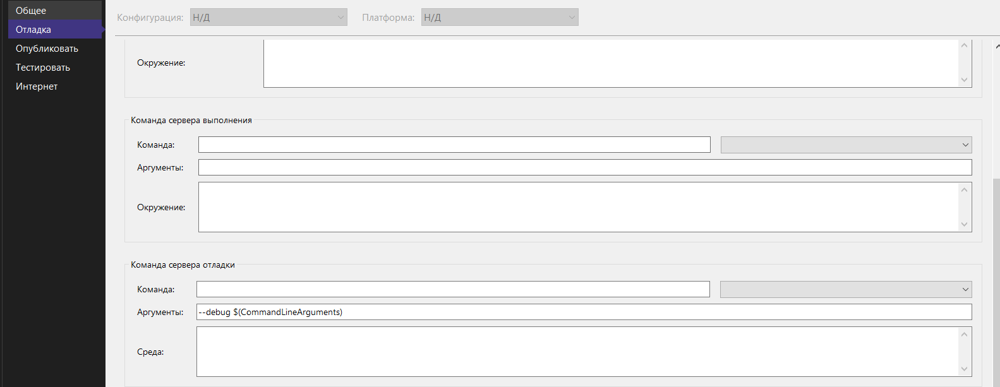 Общее
Отладка
Опубликовать
Тестировать
Интернет
Конфигурация: Н/Д Платформа: Н/Д
Окружение:
Команда сервера выполнения
Команда:
Аргументы:
Окружение:
Команда сервера отладки
Команда:
Аргументы: --debug $(CommandLineArguments)
Среда: